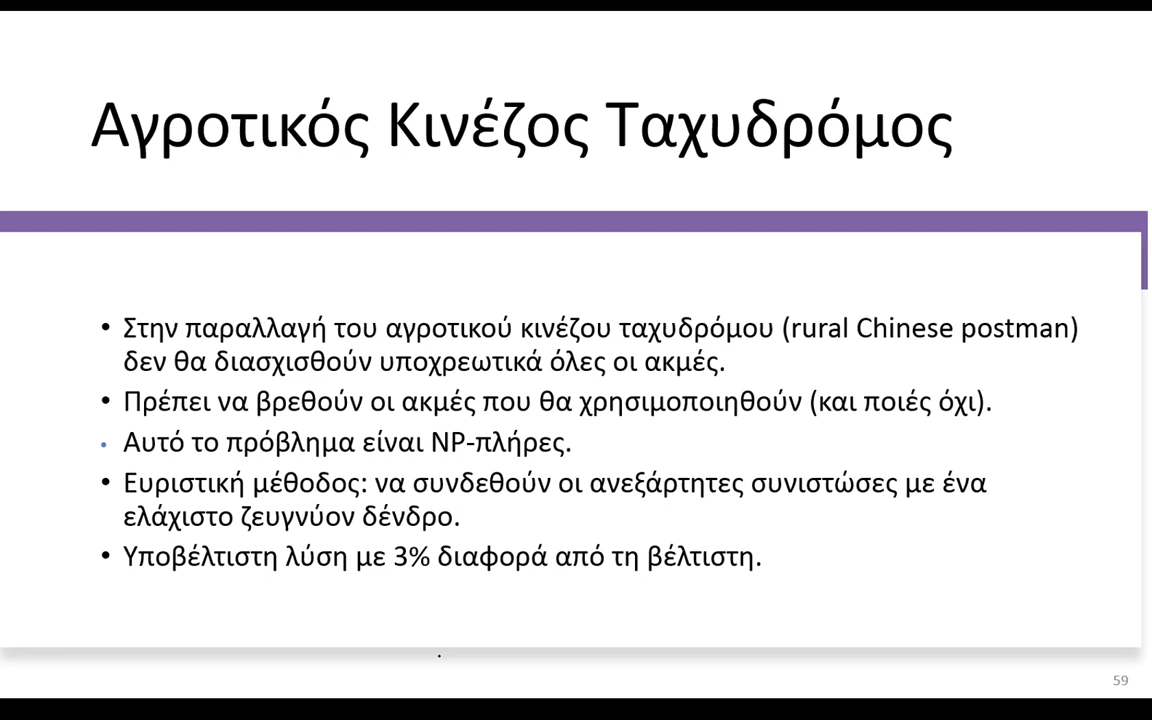 Αγροτικός Κινέζος Ταχυδρόμος
• Στην παραλλαγή του αγροτικού κινέζου ταχυδρόμου (rural Chinese postman)
δεν θα διασχισθούν υποχρεωτικά όλες οι ακμές.
• Πρέπει να βρεθούν οι ακμές που θα χρησιμοποιηθούν (και ποιές όχι).
• Αυτό το πρόβλημα είναι NP-πλήρες.
• Ευριστική μέθοδος: να συνδεθούν οι ανεξάρτητες συνιστώσες με ένα
ελάχιστο ζευγνύον δένδρο.
• Υποβέλτιστη λύση με 3% διαφορά από τη βέλτιστη.
59